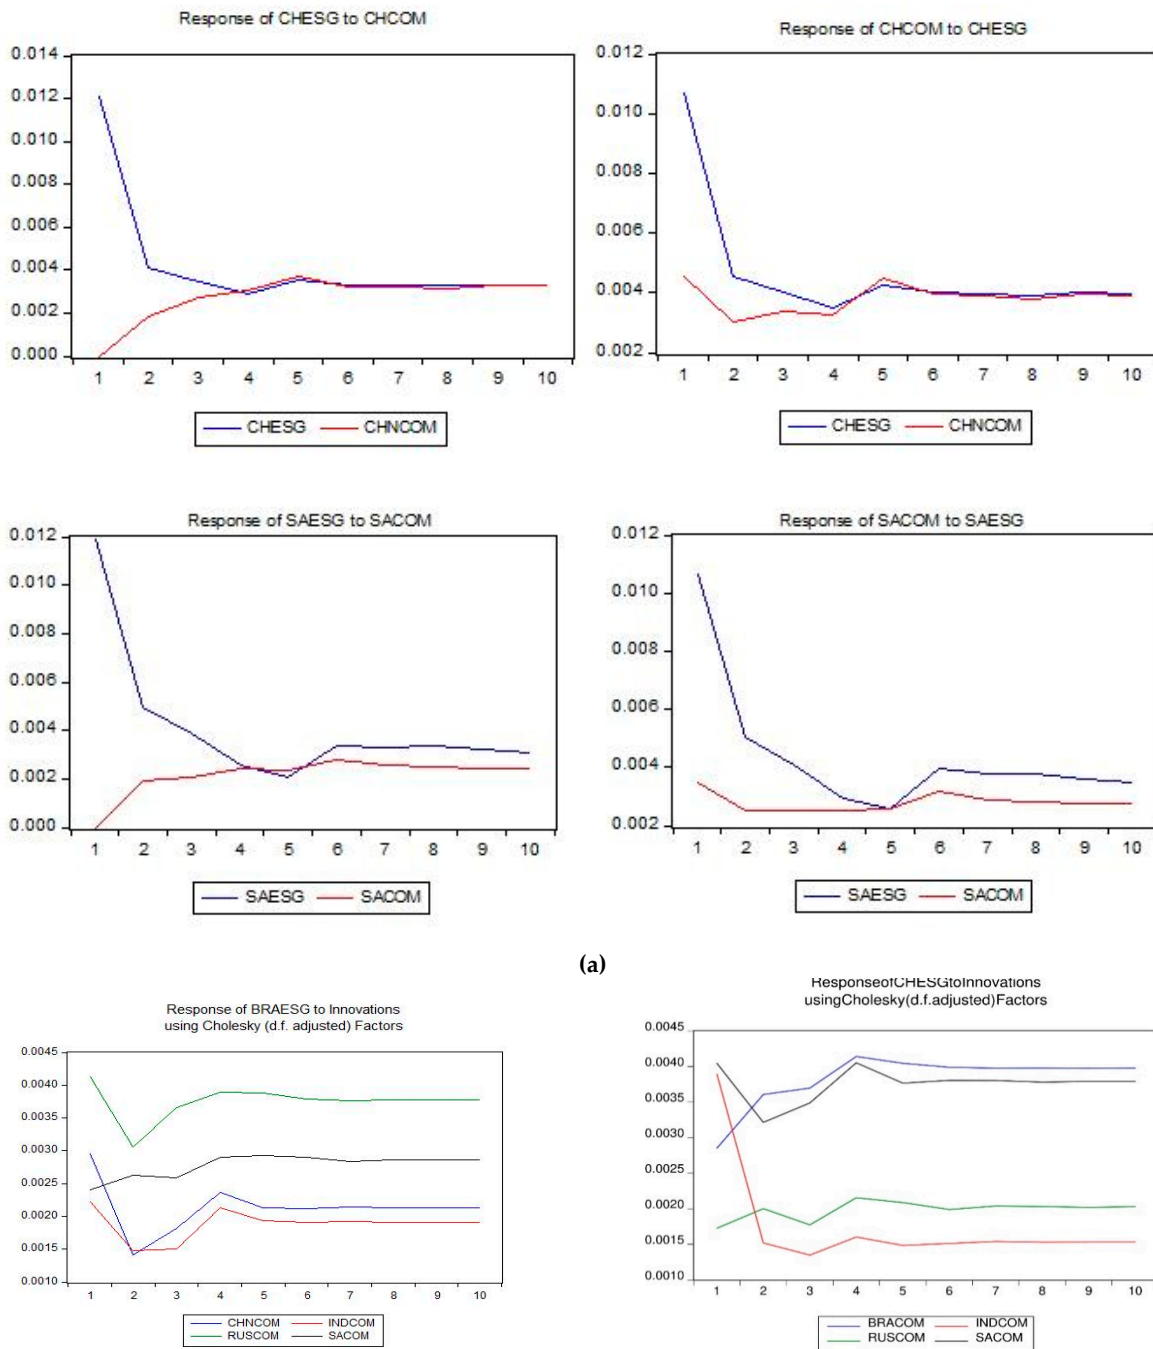 Response of CHESG to CHCOM
0.014
0.012
0.010
0.008
0.006
0.004
0.002
0.000
1 2 3 4 5 6 7 8 9 10
CHESG CHNCOM
Response of CHCOM to CHESG
0.012
0.010
0.008
0.006
0.004
0.002
1 2 3 4 5 6 7 8 9 10
CHESG CHNCOM
Response of SAESG to SACOM
0.012
0.010
0.008
0.006
0.004
0.002
0.000
1 2 3 4 5 6 7 8 9 10
SAESG SACOM
Response of SACOM to SAESG
0.012
0.010
0.008
0.006
0.004
0.002
1 2 3 4 5 6 7 8 9 10
SAESG SACOM
(a)
Response of BRAESG to Innovations
using Cholesky (d.f. adjusted) Factors
0.0045
0.0040
0.0035
0.0030
0.0025
0.0020
0.0015
0.0010
1 2 3 4 5 6 7 8 9 10
CHNCOM INDCOM
RUSCOM SACOM
ResponseofCHESGtoInnovations
usingCholesky(d.f.adjusted)Factors
0.0045
0.0040
0.0035
0.0030
0.0025
0.0020
0.0015
0.0010
1 2 3 4 5 6 7 8 9 10
BRACOM INDCOM
RUSCOM SACOM